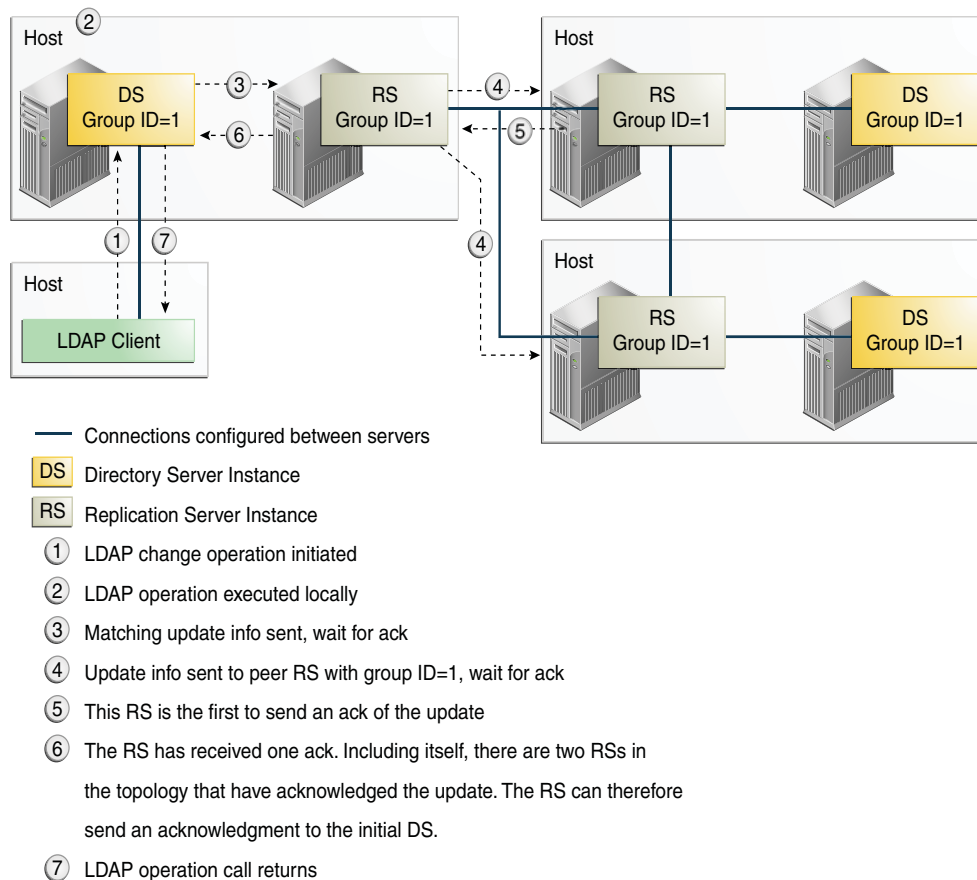 Host
2
DS
Group ID=1
3
6
RS
Group ID=1
4
5
Host
RS
Group ID=1
DS
Group ID=1
1
7
4
Host
LDAP Client
Host
RS
Group ID=1
DS
Group ID=1
Connections configured between servers
DS Directory Server Instance
RS Replication Server Instance
1 LDAP change operation initiated
2 LDAP operation executed locally
3 Matching update info sent, wait for ack
4 Update info sent to peer RS with group ID=1, wait for ack
5 This RS is the first to send an ack of the update
6 The RS has received one ack. Including itself, there are two RSs in
the topology that have acknowledged the update. The RS can therefore
send an acknowledgment to the initial DS.
7 LDAP operation call returns